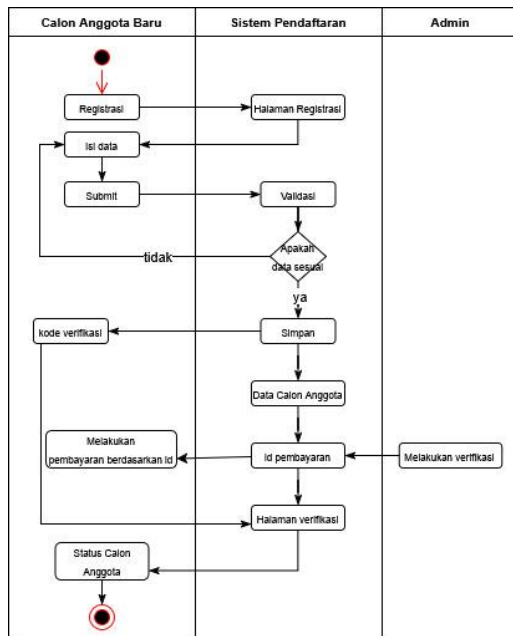 Calon Anggota Baru
Sistem Pendaftaran
Admin
Registrasi
Halaman Registrasi
Isi data
Submit
Validasi
Apakah
data sesuai
tidak
ya
kode verifikasi
Simpan
Data Calon Anggota
Melakukan
pembayaran berdasarkan id
Id pembayaran
Melakukan verifikasi
Halaman verifikasi
Status Calon
Anggota